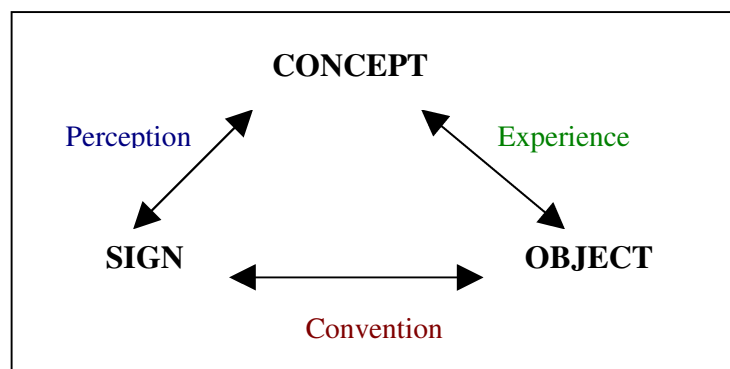 CONCEPT
Perception
Experience
SIGN
OBJECT
Convention